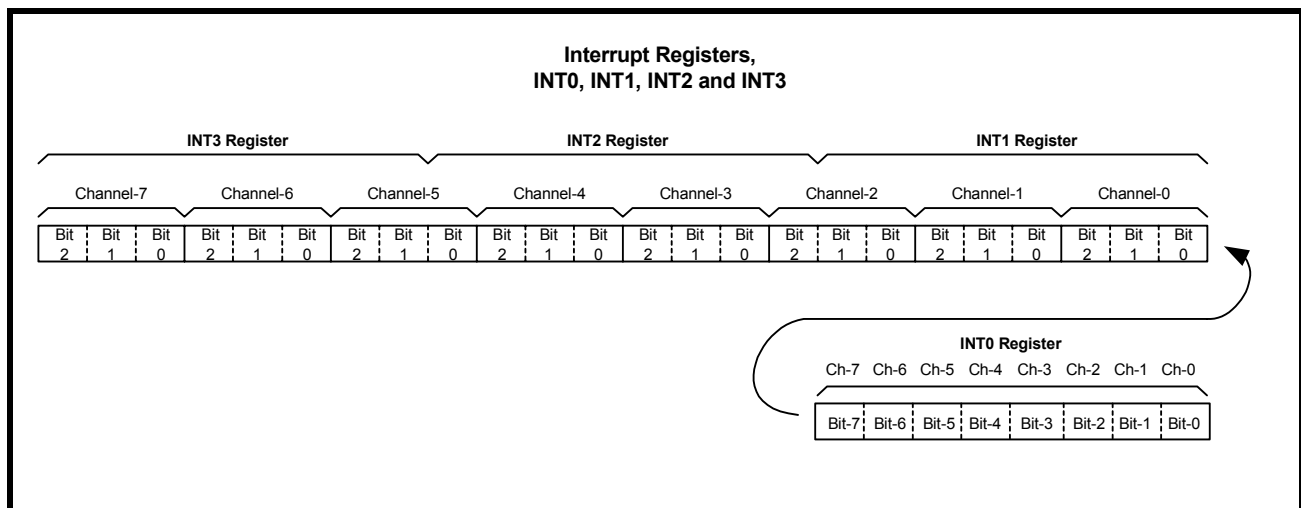 Interrupt Registers,
INT0, INT1, INT2 and INT3
INT3 Register INT2 Register INT1 Register
Channel-7 Channel-6 Channel-5 Channel-4 Channel-3 Channel-2 Channel-1 Channel-0
Bit Bit Bit Bit Bit Bit Bit Bit Bit Bit Bit Bit Bit Bit Bit Bit Bit Bit Bit Bit Bit Bit Bit Bit
2 1 0 2 1 0 2 1 0 2 1 0 2 1 0 2 1 0 2 1 0 2 1 0
INT0 Register
Ch-7 Ch-6 Ch-5 Ch-4 Ch-3 Ch-2 Ch-1 Ch-0
Bit-7 Bit-6 Bit-5 Bit-4 Bit-3 Bit-2 Bit-1 Bit-0